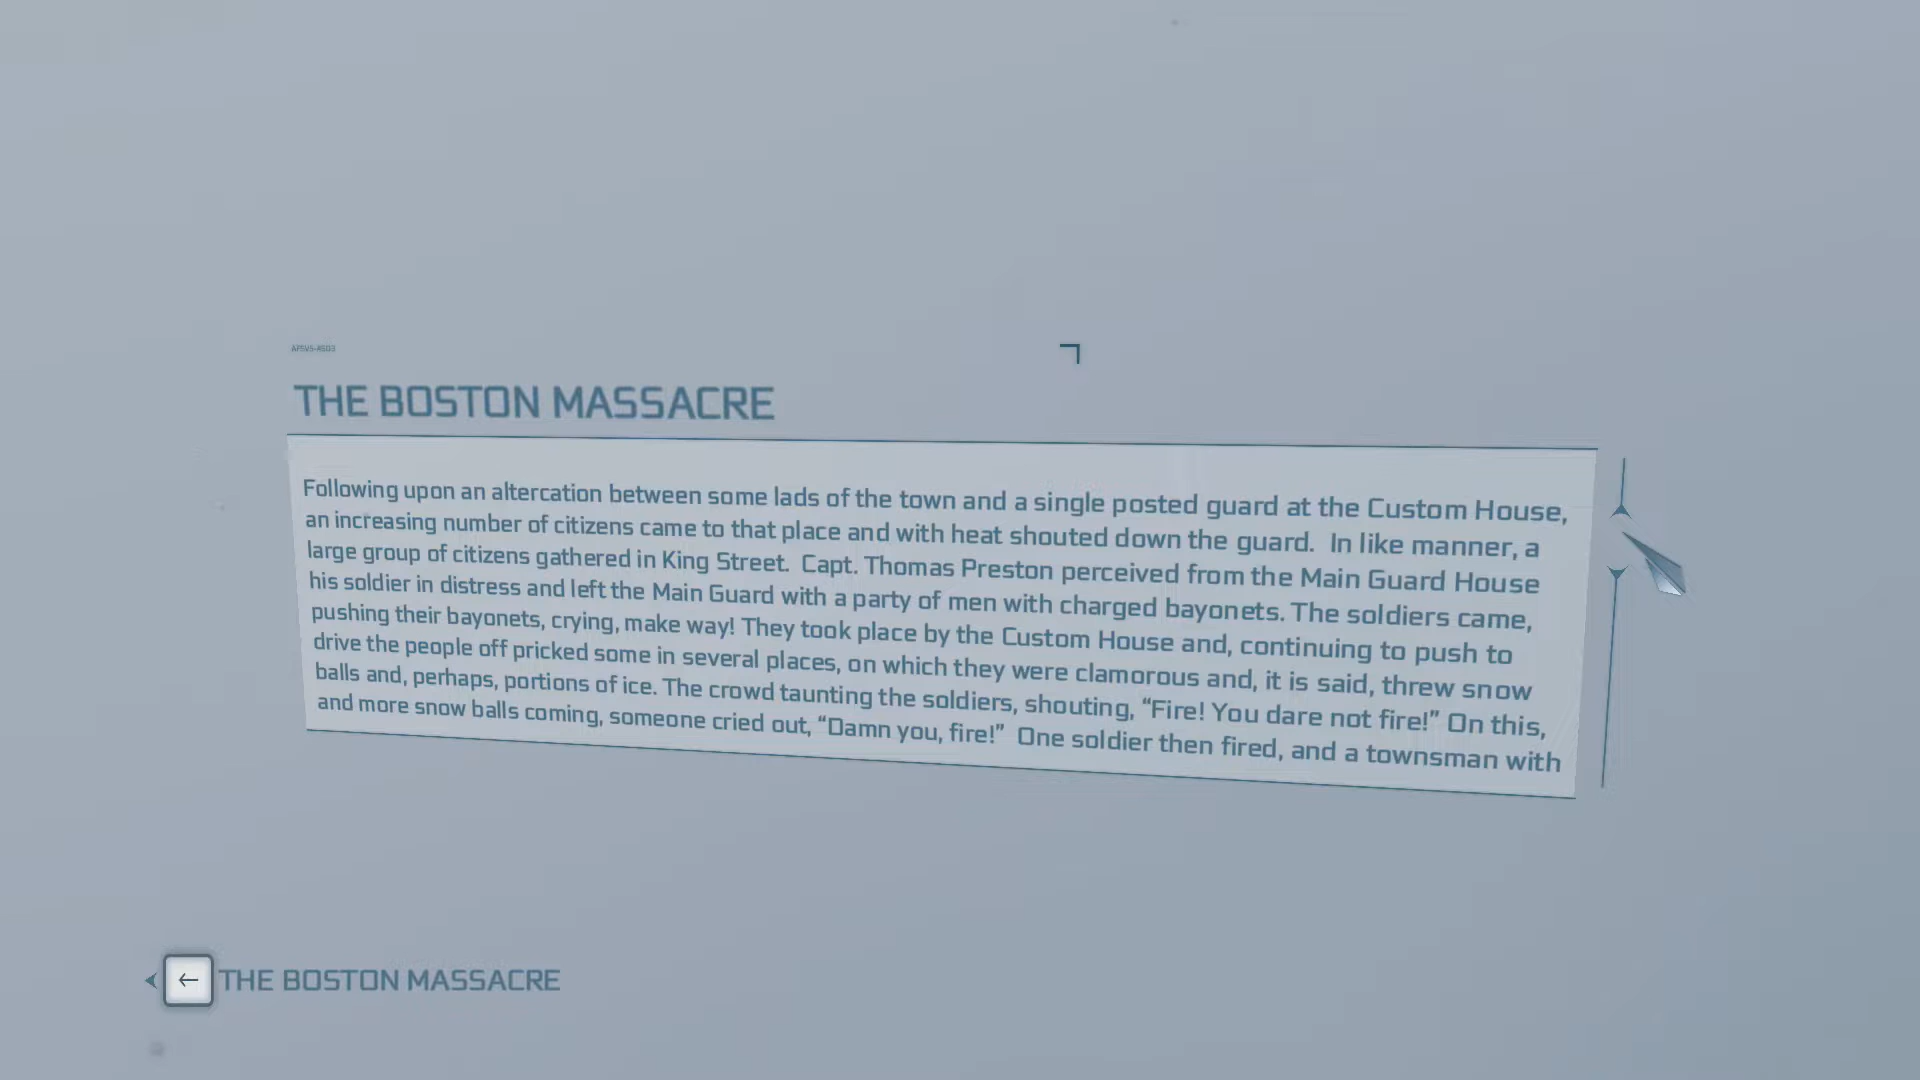 THE BOSTON MASSACRE
Following upon an altercation between some lads of the town and a single posted guard at the Custom House,
an increasing number of citizens came to that place and with heat shouted down the guard.  In like manner, a
large group of citizens gathered in King Street.  Capt. Thomas Preston perceived from the Main Guard House
his soldier in distress and left the Main Guard with a party of men with charged bayonets. The soldiers came,
pushing their bayonets, crying, make way! They took place by the Custom House and, continuing to push to
drive the people off pricked some in several places, on which they were clamorous and, it is said, threw snow
balls and, perhaps, portions of ice. The crowd taunting the soldiers, shouting, “Fire! You dare not fire!” On this,
and more snow balls coming, someone cried out, “Damn you, fire!”  One soldier then fired, and a townsman with
← THE BOSTON MASSACRE